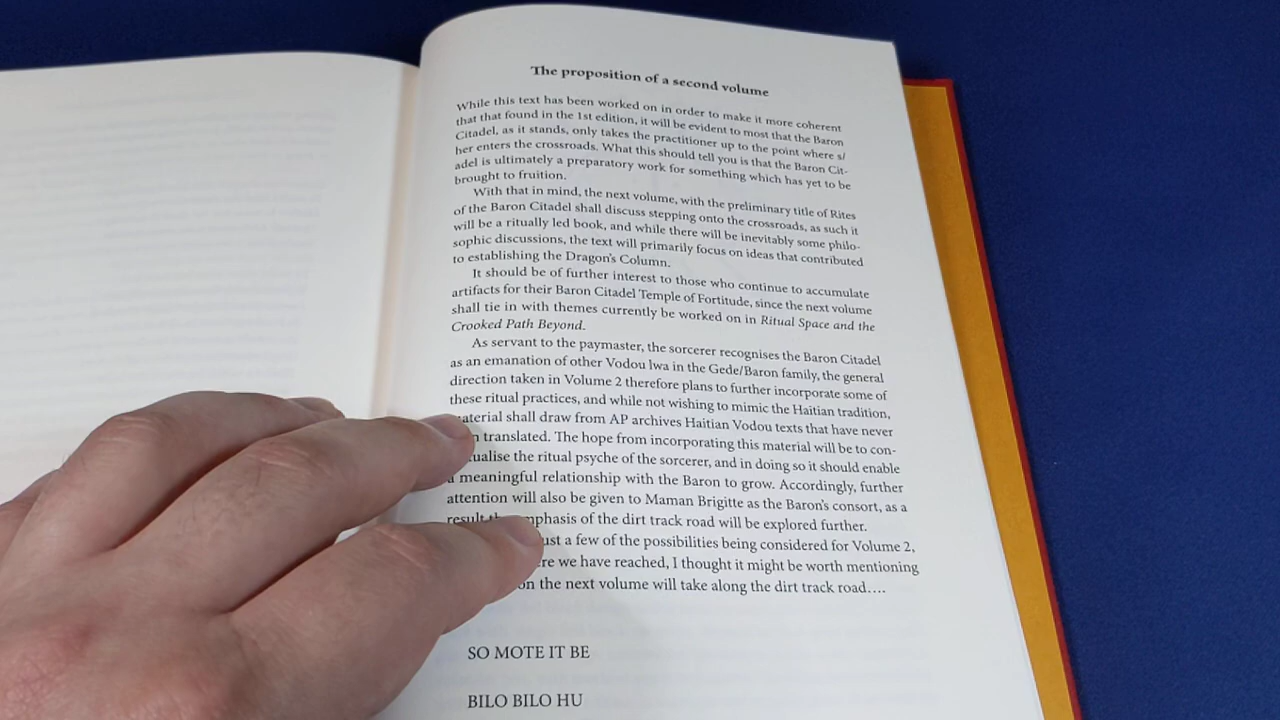 The proposition of a second volume
While this text has been worked on in order to make it more coherent
that that found in the 1st edition, it will be evident to most that the Baron
Citadel, as it stands, only takes the practitioner up to the point where s/
her enters the crossroads. What this should tell you is that the Baron Cit-
adel is ultimately a preparatory work for something which has yet to be
brought to fruition.
With that in mind, the next volume, with the preliminary title of Rites
of the Baron Citadel shall discuss stepping onto the crossroads, as such it
will be a ritually led book, and while there will be inevitably some philo-
sophic discussions, the text will primarily focus on ideas that contributed
to establishing the Dragon's Column.
It should be of further interest to those who continue to accumulate
artifacts for their Baron Citadel Temple of Fortitude, since the next volume
shall tie in with themes currently be worked on in Ritual Space and the
Crooked Path Beyond.
As servant to the paymaster, the sorcerer recognises the Baron Citadel
as an emanation of other Vodou lwa in the Gede/Baron family, the general
direction taken in Volume 2 therefore plans to further incorporate some of
these ritual practices, and while not wishing to mimic the Haitian tradition,
material shall draw from AP archives Haitian Vodou texts that have never
translated. The hope from incorporating this material will be to con-
the ritual psyche of the sorcerer, and in doing so it should enable
a meaningful relationship with the Baron to grow. Accordingly, further
attention will also be given to Maman Brigitte as the Baron's consort, as a
result the emphasis of the dirt track road will be explored further.
just a few of the possibilities being considered for Volume 2,
we have reached, I thought it might be worth mentioning
on the next volume will take along the dirt track road....
SO MOTE IT BE
BILO BILO HU